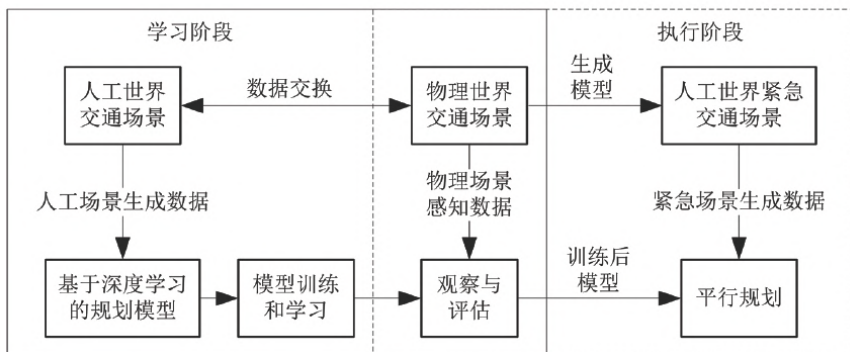 学习阶段
执行阶段
人工世界
交通场景
数据交换
物理世界
交通场景
生成
模型
人工世界紧急
交通场景
人工场景生成数据
物理场景
感知数据
紧急场景生成数据
基于深度学习
的规划模型
模型训练
和学习
观察与
评估
训练后
模型
平行规划